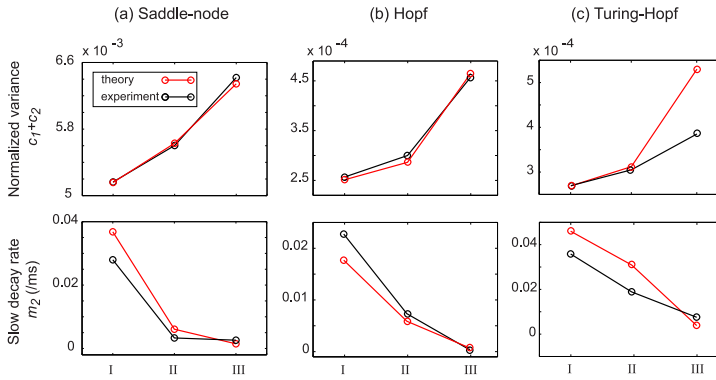 (a) Saddle-node
(b) Hopf
(c) Turing-Hopf
x 10 -3
x 10 -4
x 10 -4
Normalized variance
c1+c2
6.6
5.8
5
theory
experiment
4.5
3.5
2.5
5
4
3
Slow decay rate
m2 (/ms)
0.04
0.02
0
0.02
0.01
0
0.04
0.02
0
I II III
I II III
I II III